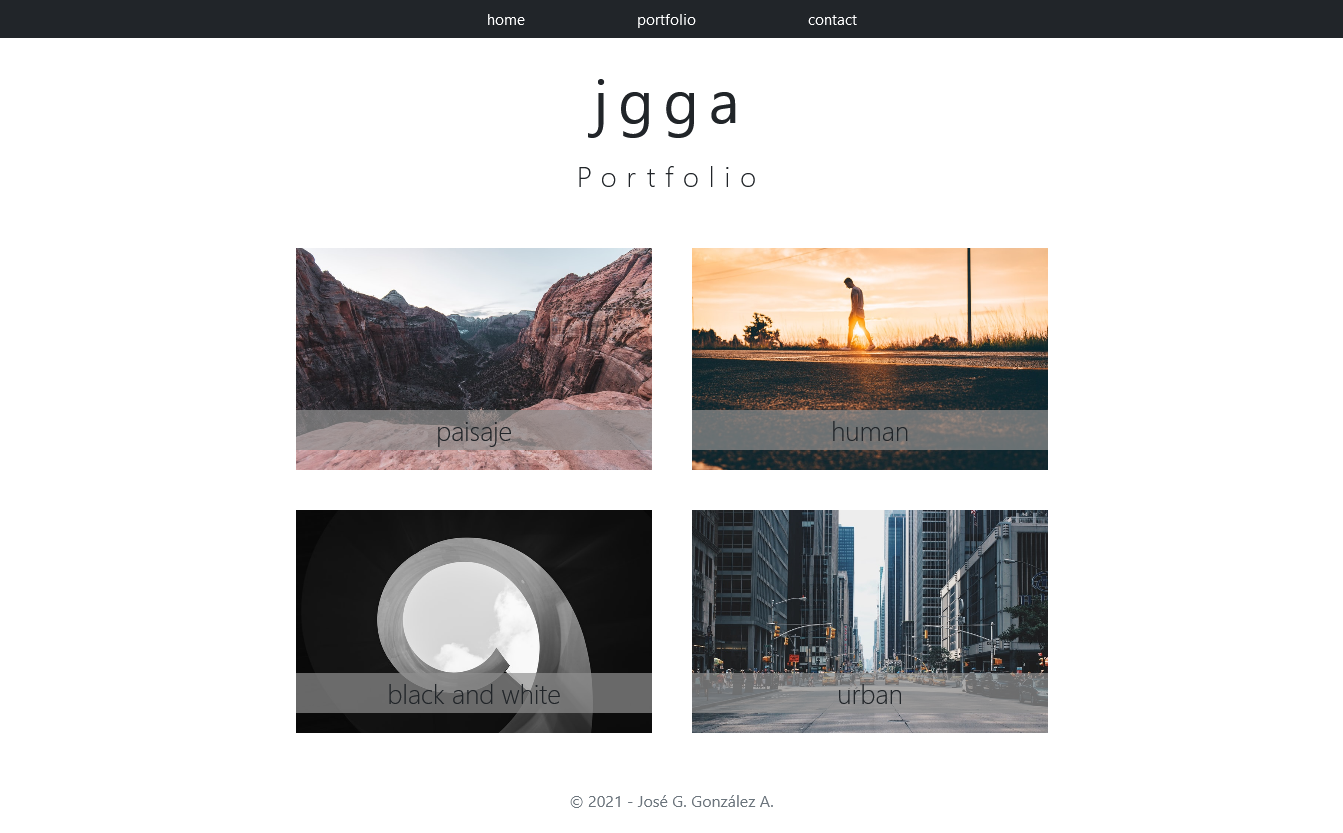 home portfolio contact
jgga
Portfolio
paisaje
human
black and white
urban
© 2021 - José G. González A.